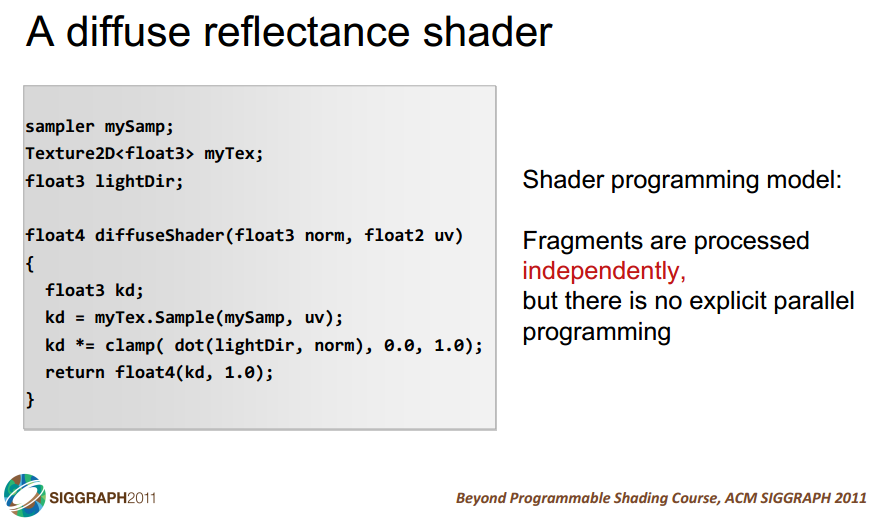 A diffuse reflectance shader
sampler mySamp;
Texture2D<float3> myTex;
float3 lightDir;
float4 diffuseShader(float3 norm, float2 uv)
{
  float3 kd;
  kd = myTex.Sample(mySamp, uv);
  kd *= clamp( dot(lightDir, norm), 0.0, 1.0);
  return float4(kd, 1.0);
}
Shader programming model:
Fragments are processed
independently,
but there is no explicit parallel
programming
SIGGRAPH2011
Beyond Programmable Shading Course, ACM SIGGRAPH 2011